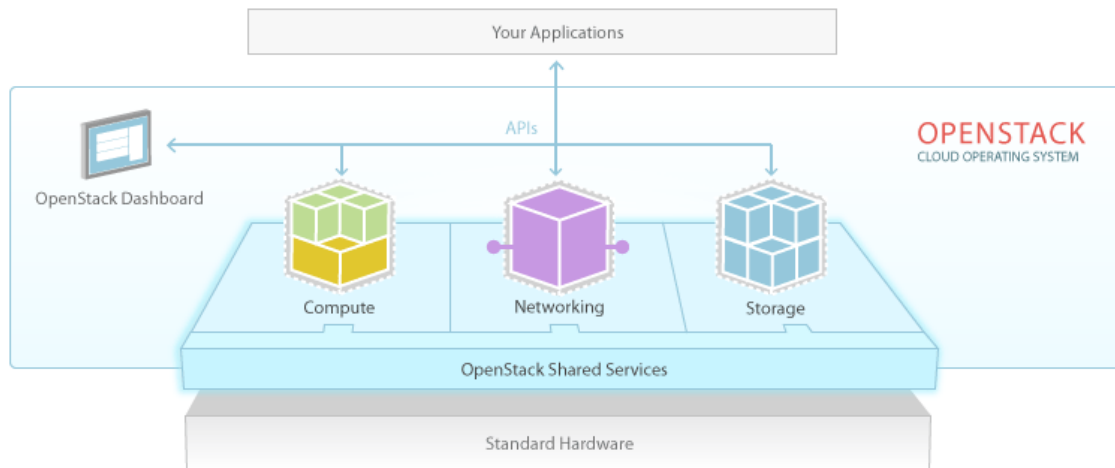 Your Applications
APIs
OPENSTACK
CLOUD OPERATING SYSTEM
OpenStack Dashboard
Compute
Networking
Storage
OpenStack Shared Services
Standard Hardware